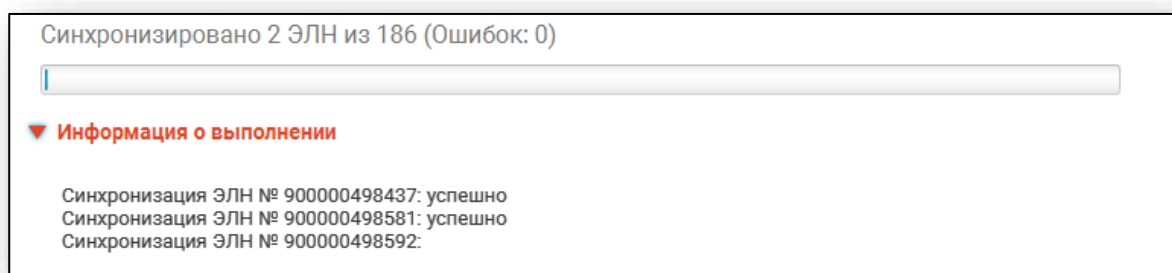 Синхронизировано 2 ЭЛН из 186 (Ошибок: 0)
Информация о выполнении
Синхронизация ЭЛН № 900000498437: успешно
Синхронизация ЭЛН № 900000498581: успешно
Синхронизация ЭЛН № 900000498592: